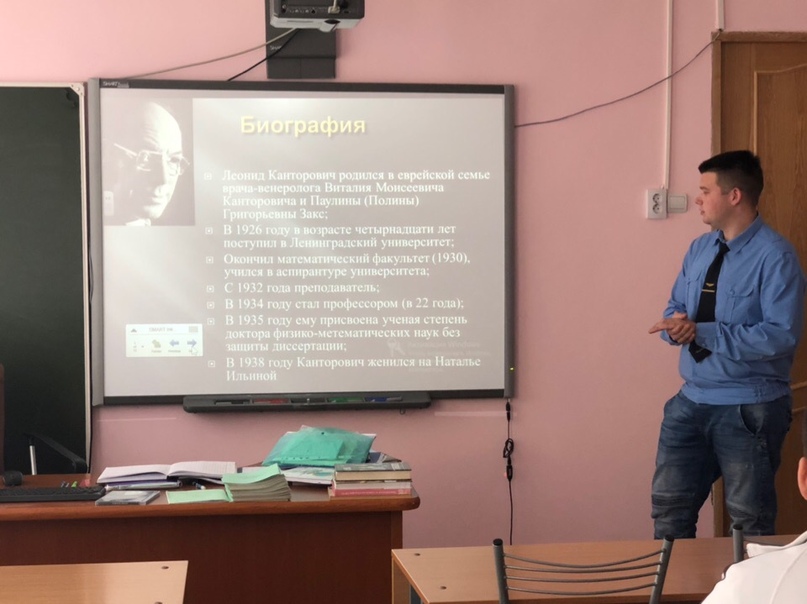 Биография
Леонид Канторович родился в еврейской семье
врача-венеролога Виталия Моисеевича
Канторовича и Паулины (Полины)
Григорьевны Закс;
В 1926 году в возрасте четырнадцати лет
поступил в Ленинградский университет;
Окончил математический факультет (1930),
учился в аспирантуре университета;
С 1932 года преподаватель;
В 1934 году стал профессором (в 22 года);
В 1935 году ему присвоена ученая степень
доктора физико-метематических наук без
защиты диссертации;
В 1938 году Канторович женился на Наталье
Ильиной